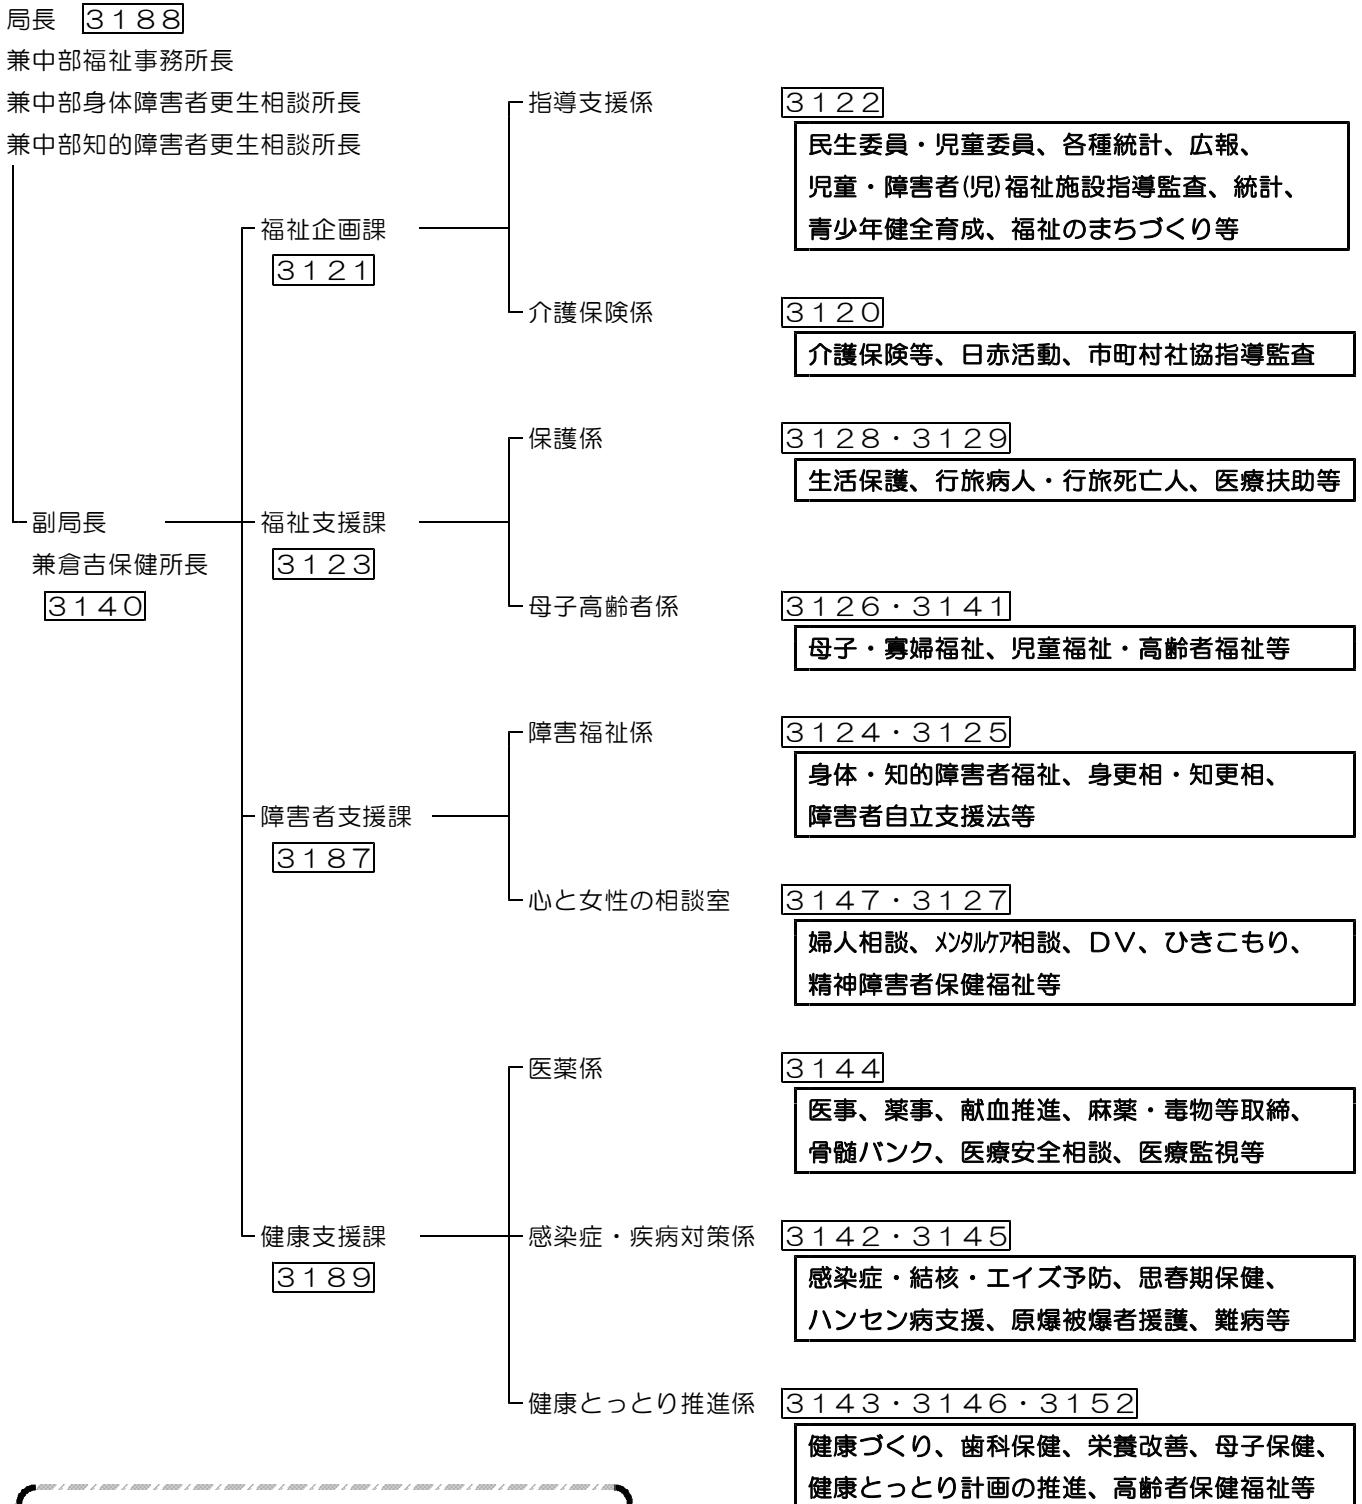 局長　３１８８
兼中部福祉事務所長
兼中部身体障害者更生相談所長
兼中部知的障害者更生相談所長
副局長
兼倉吉保健所長
３１４０
福祉企画課
３１２１
指導支援係　３１２２
民生委員・児童委員、各種統計、広報、
児童・障害者(児)福祉施設指導監査、統計、
青少年健全育成、福祉のまちづくり等
介護保険係　３１２０
介護保険等、日赤活動、市町村社協指導監査
福祉支援課
３１２３
保護係　３１２８・３１２９
生活保護、行旅病人・行旅死亡人、医療扶助等
母子高齢者係　３１２６・３１４１
母子・寡婦福祉、児童福祉・高齢者福祉等
障害者支援課
３１８７
障害福祉係　３１２４・３１２５
身体・知的障害者福祉、身更相・知更相、
障害者自立支援法等
心と女性の相談室　３１４７・３１２７
婦人相談、ﾒﾝﾀﾙｹｱ相談、ＤＶ、ひきこもり、
精神障害者保健福祉等
健康支援課
３１８９
医薬係　３１４４
医事、薬事、献血推進、麻薬・毒物等取締、
骨髄バンク、医療安全相談、医療監視等
感染症・疾病対策係　３１４２・３１４５
感染症・結核・エイズ予防、思春期保健、
ハンセン病支援、原爆被爆者援護、難病等
健康とっとり推進係　３１４３・３１４６・３１５２
健康づくり、歯科保健、栄養改善、母子保健、
健康とっとり計画の推進、高齢者保健福祉等